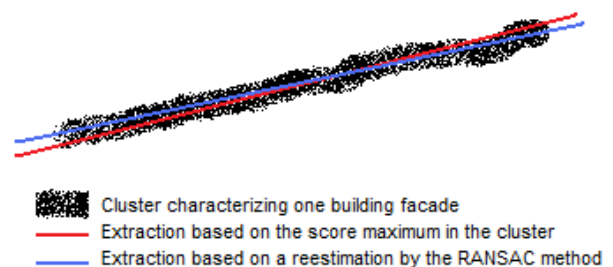 Cluster characterizing one building facade
Extraction based on the score maximum in the cluster
Extraction based on a reestimation by the RANSAC method